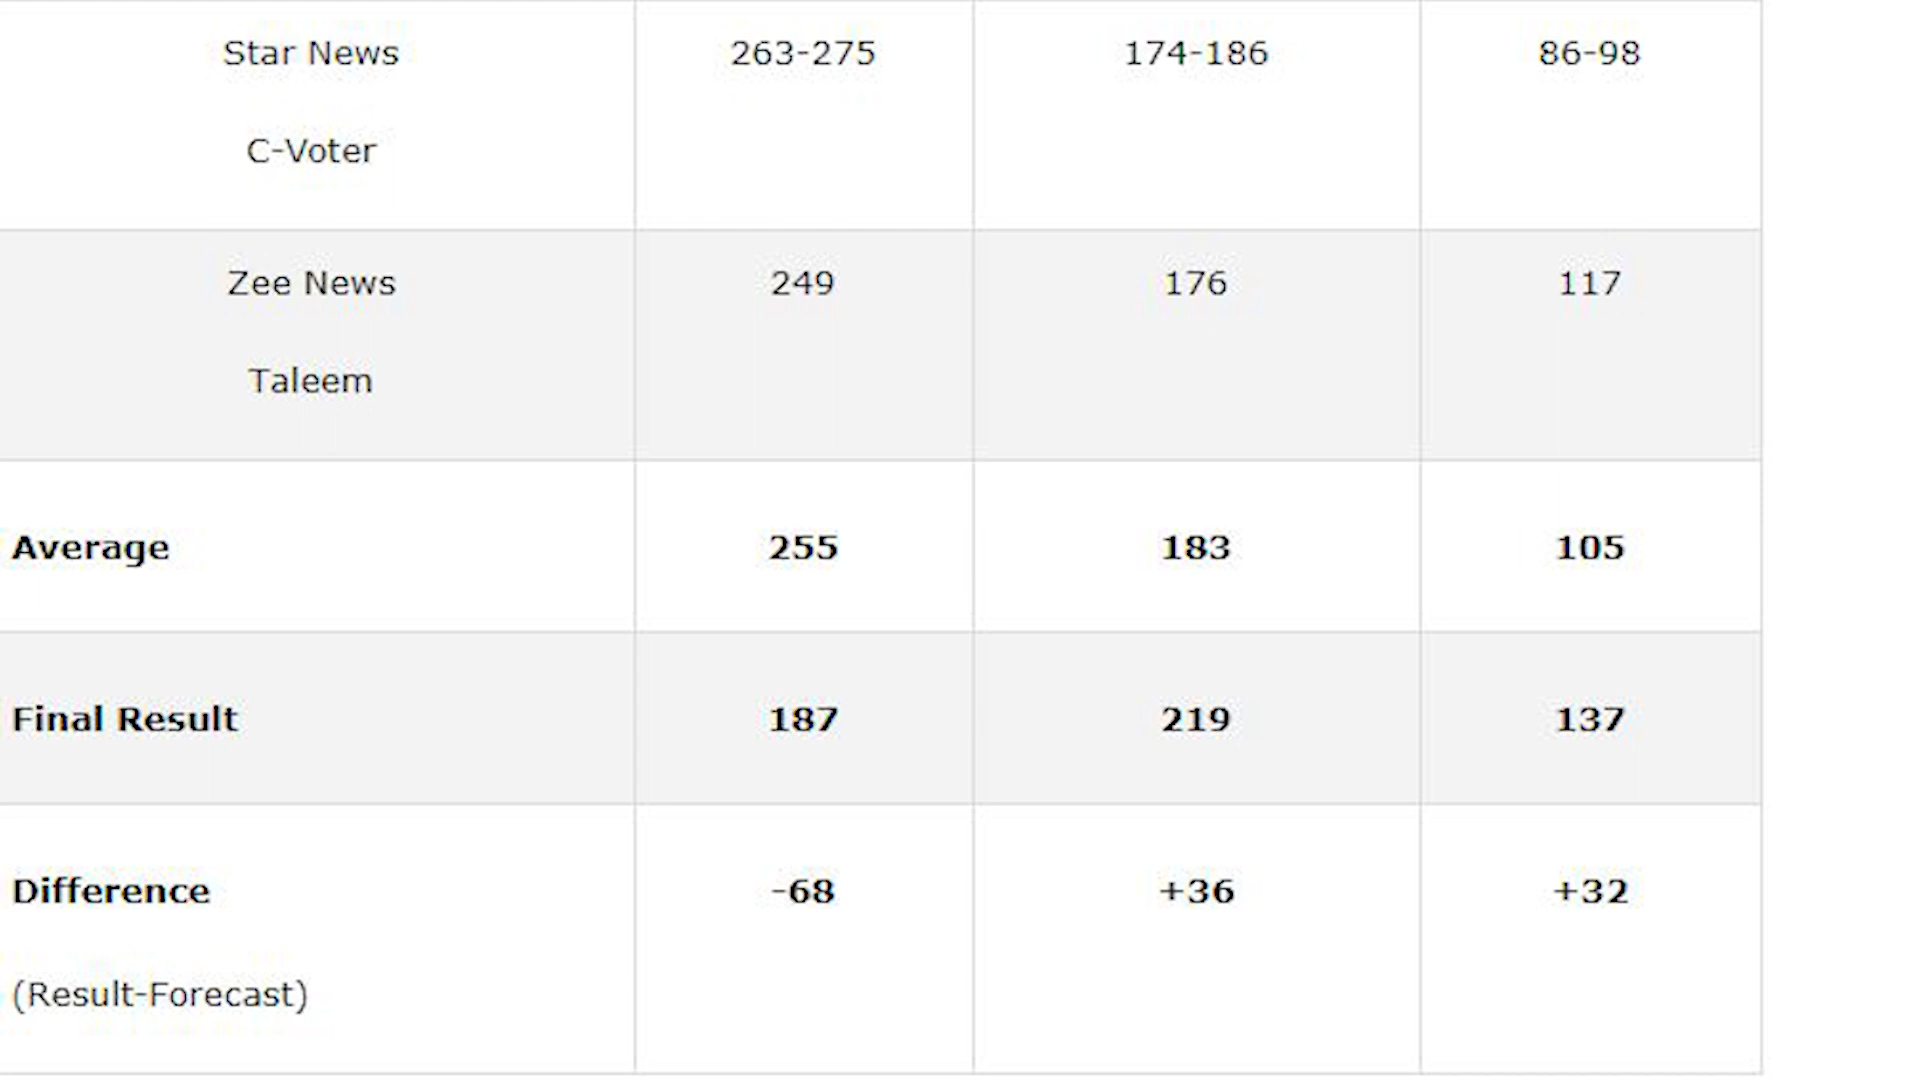 Star News 263-275 174-186 86-98
C-Voter
Zee News 249 176 117
Taleem
Average 255 183 105
Final Result 187 219 137
Difference -68 +36 +32
(Result-Forecast)